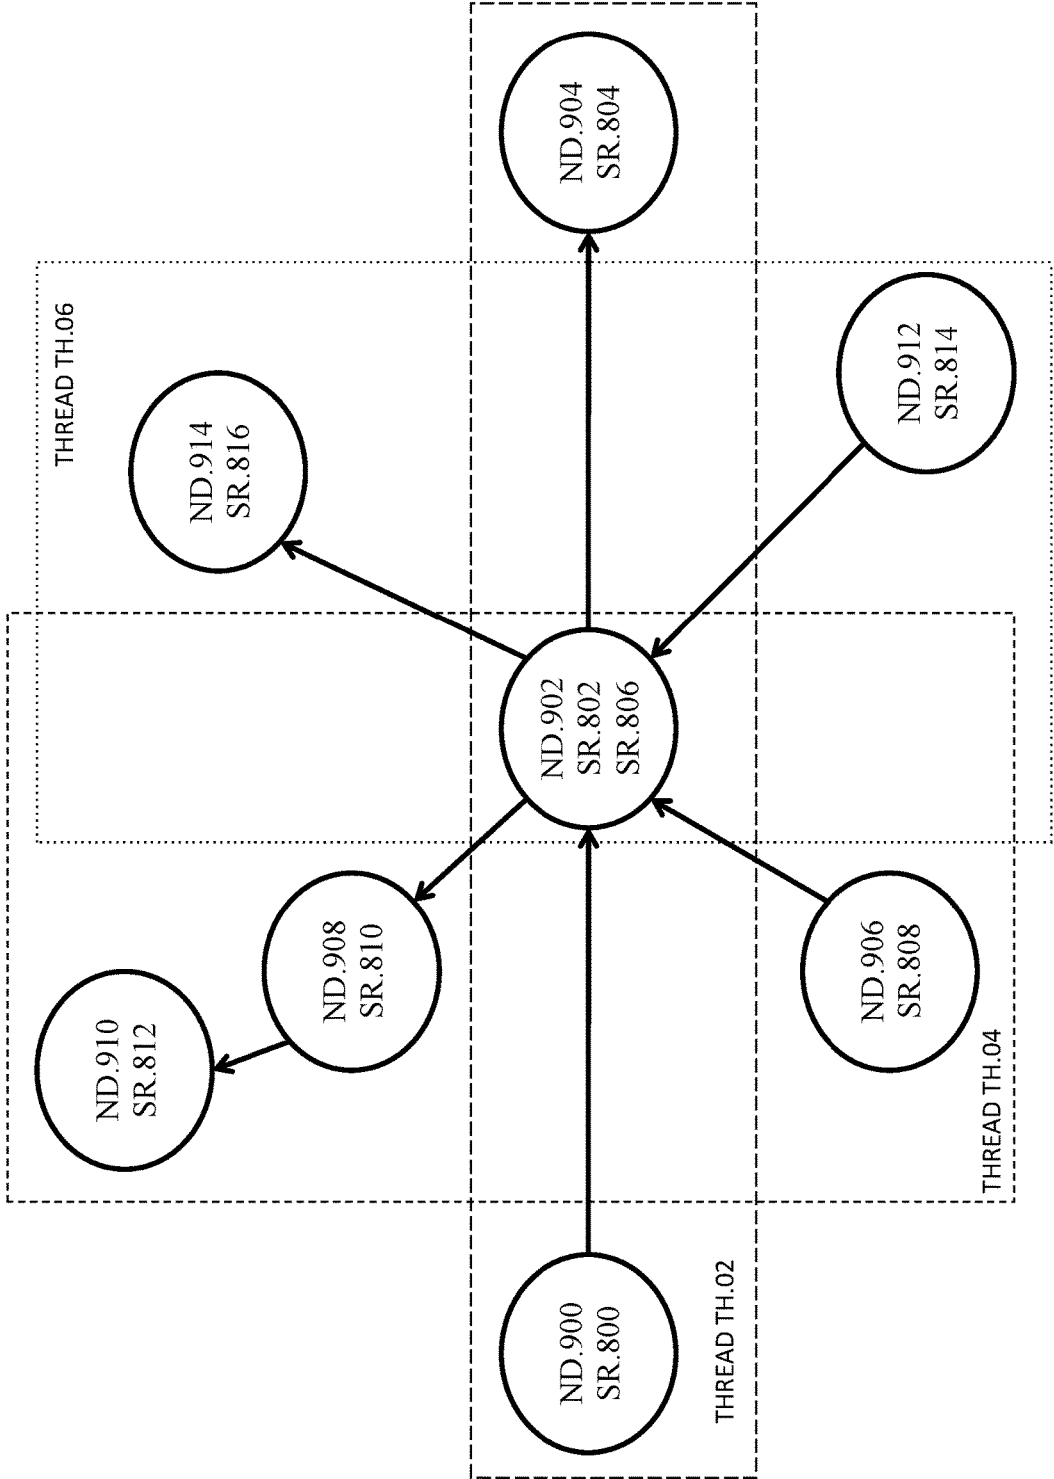 ND.910
SR.812
ND.908
SR.810
ND.914
SR.816
THREAD TH.06
ND.900
SR.800
ND.902
SR.802
SR.806
ND.904
SR.804
THREAD TH.02
ND.906
SR.808
ND.912
SR.814
THREAD TH.04